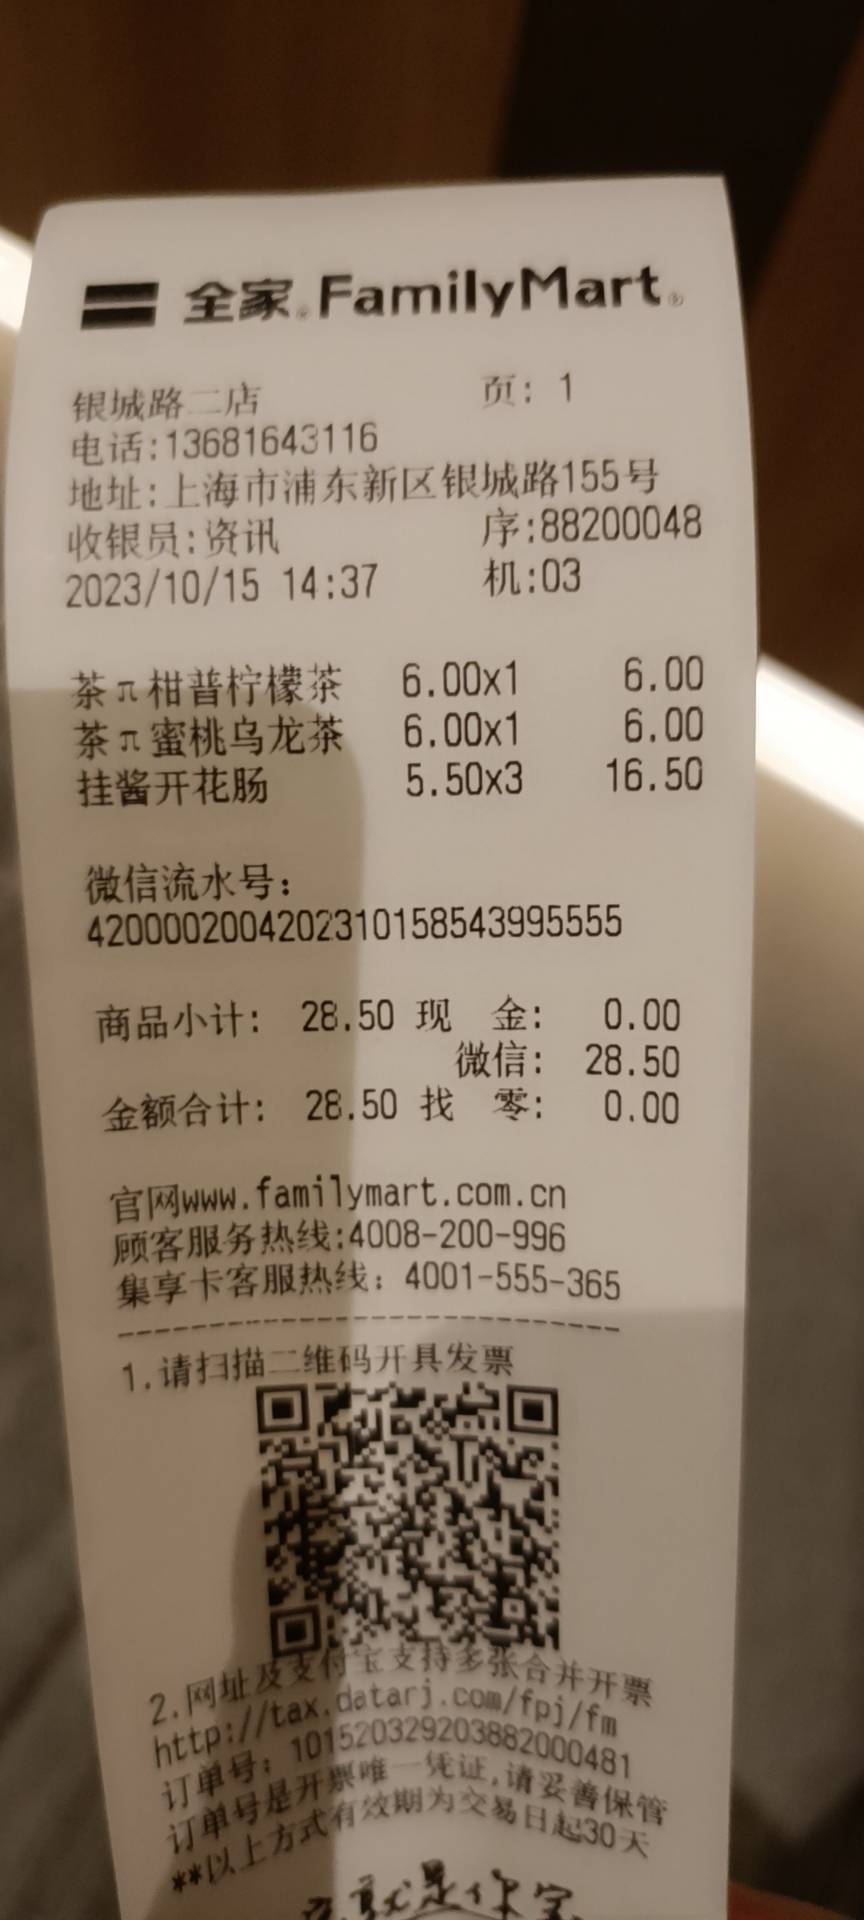 全家 FamilyMart
银城路二店 页: 1
电话:13681643116
地址:上海市浦东新区银城路155号
收银员:资讯 序:88200048
2023/10/15 14:37 机:03
茶π柑普柠檬茶 6.00x1 6.00
茶π蜜桃乌龙茶 6.00x1 6.00
挂酱开花肠 5.50x3 16.50
微信流水号:
4200002004202310158543995555
商品小计: 28.50 现 金: 0.00
微信: 28.50
金额合计: 28.50 找 零: 0.00
官网www.familymart.com.cn
顾客服务热线:4008-200-996
集享卡客服热线: 4001-555-365
1.请扫描二维码开具发票
2.网址及支付宝支持多张合并开票
http://tax.datarj.com/fpj/fm
订单号: 1015203292038820004​81
订单号是开票唯一凭证,请妥善保管
**以上方式有效期为交易日起30天
就是你家